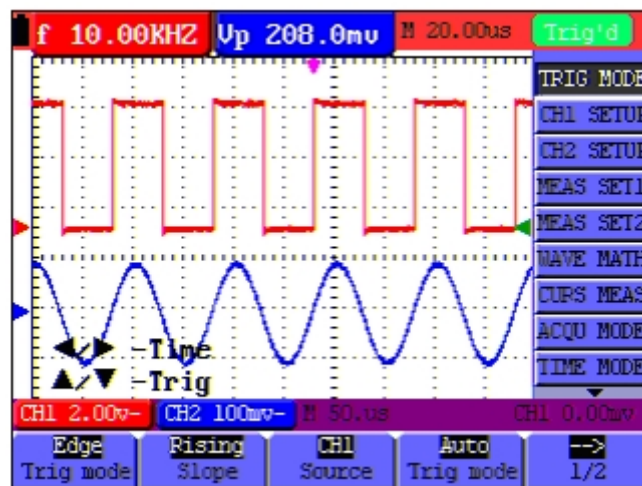 f 10.00KHZ
Vp 208.0mv
M 20.00us
Trig'd
TRIG MODE
CH1 SETUP
CH2 SETUP
MEAS SET1
MEAS SET2
WAVE MATH
CURS MEAS
ACQU MODE
TIME MODE
◀/▶ -Time
▲/▼ -Trig
CH1 2.00v-
CH2 100mv-
M 50.us
CH1 0.00mv
Edge
Trig mode
Rising
Slope
CH1
Source
Auto
Trig mode
-->
1/2